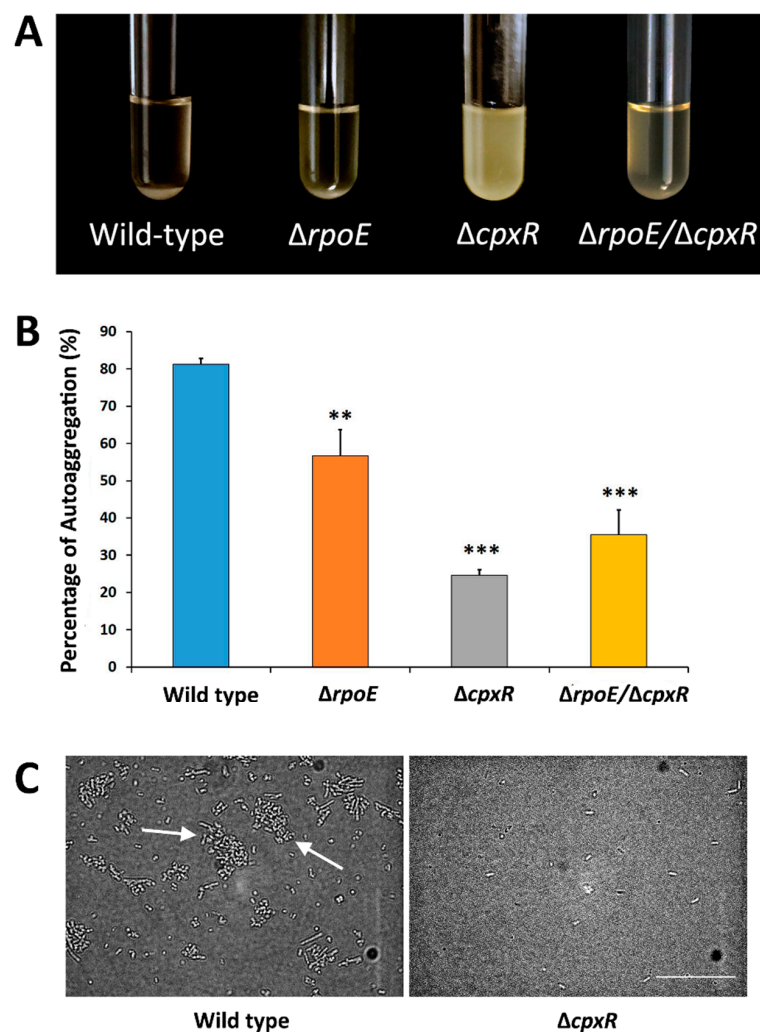 A
Wild-type ΔrpoE ΔcpxR ΔrpoE/ΔcpxR
B
Percentage of Autoaggregation (%)
90
80
70
60
50
40
30
20
10
0
**
***
***
Wild type ΔrpoE ΔcpxR ΔrpoE/ΔcpxR
C
Wild type ΔcpxR